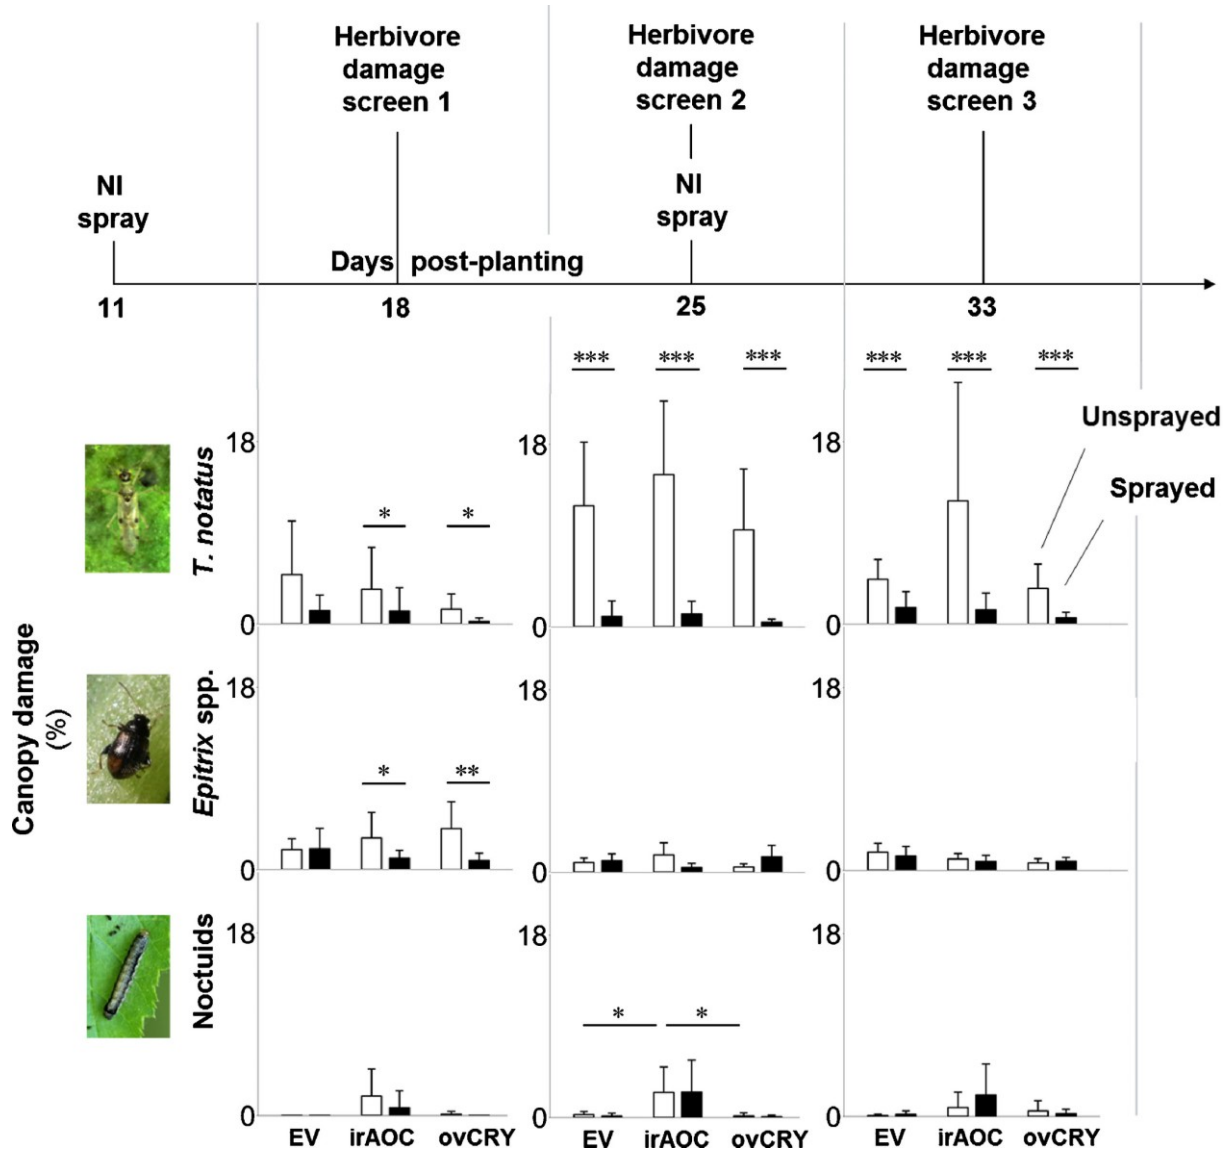 Herbivore
damage
screen 1
Herbivore
damage
screen 2
Herbivore
damage
screen 3
NI
spray
NI
spray
Days post-planting
11
18
25
33
***
***
***
***
***
***
Unsprayed
Sprayed
T. notatus
18
*
*
0
18
0
18
0
Canopy damage
(%)
Epitrix spp.
18
*
**
0
18
0
18
0
Noctuids
18
0
18
*
*
0
18
0
EV irAOC ovCRY
EV irAOC ovCRY
EV irAOC ovCRY